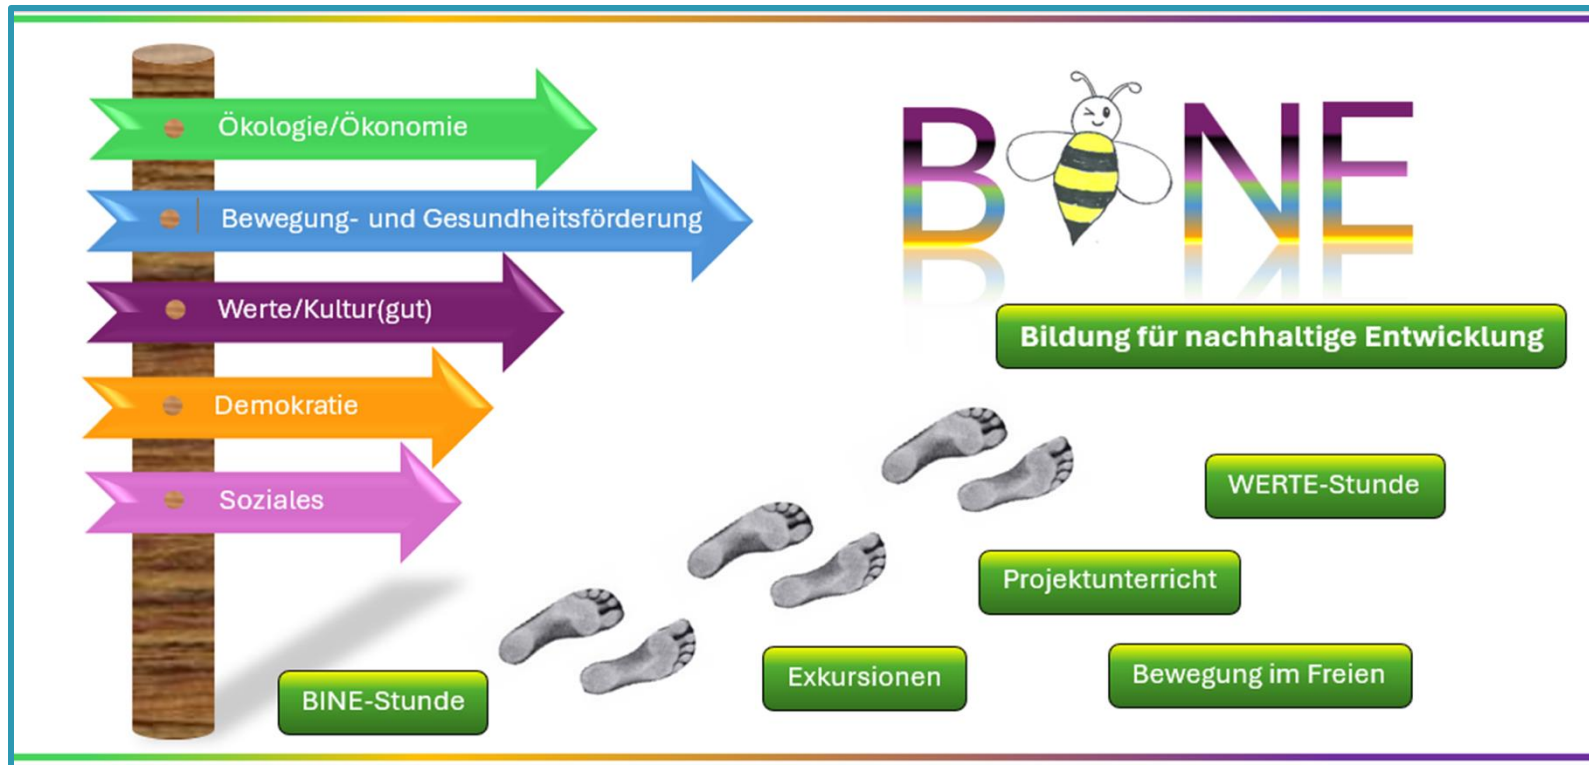 Ökologie/Ökonomie
Bewegung- und Gesundheitsförderung
Werte/Kultur(gut)
Demokratie
Soziales
B NE
Bildung für nachhaltige Entwicklung
WERTE-Stunde
Projektunterricht
Bewegung im Freien
Exkursionen
BINE-Stunde